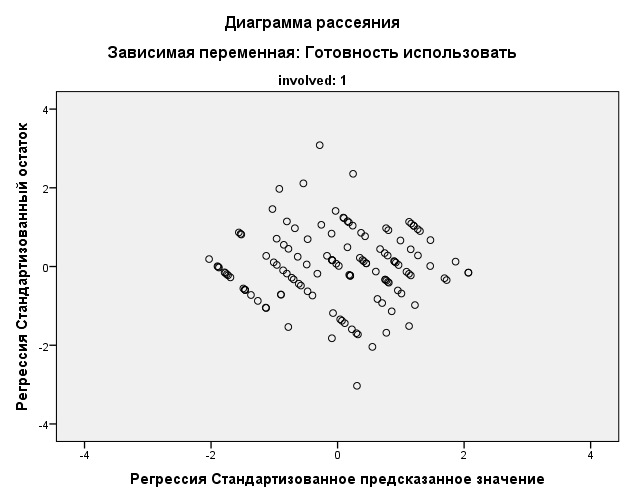 Диаграмма рассеяния
Зависимая переменная: Готовность использовать
involved: 1
Регрессия Стандартизованный остаток
4
2
0
-2
-4
-4
-2
0
2
4
Регрессия Стандартизованное предсказанное значение